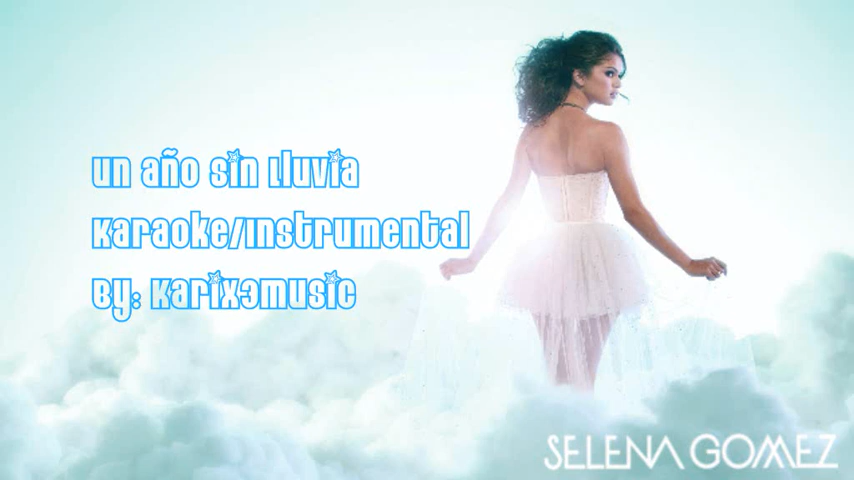 un año sin lluvia
Karaoke/Instrumental
By: Karix3music
SELENA GOMEZ